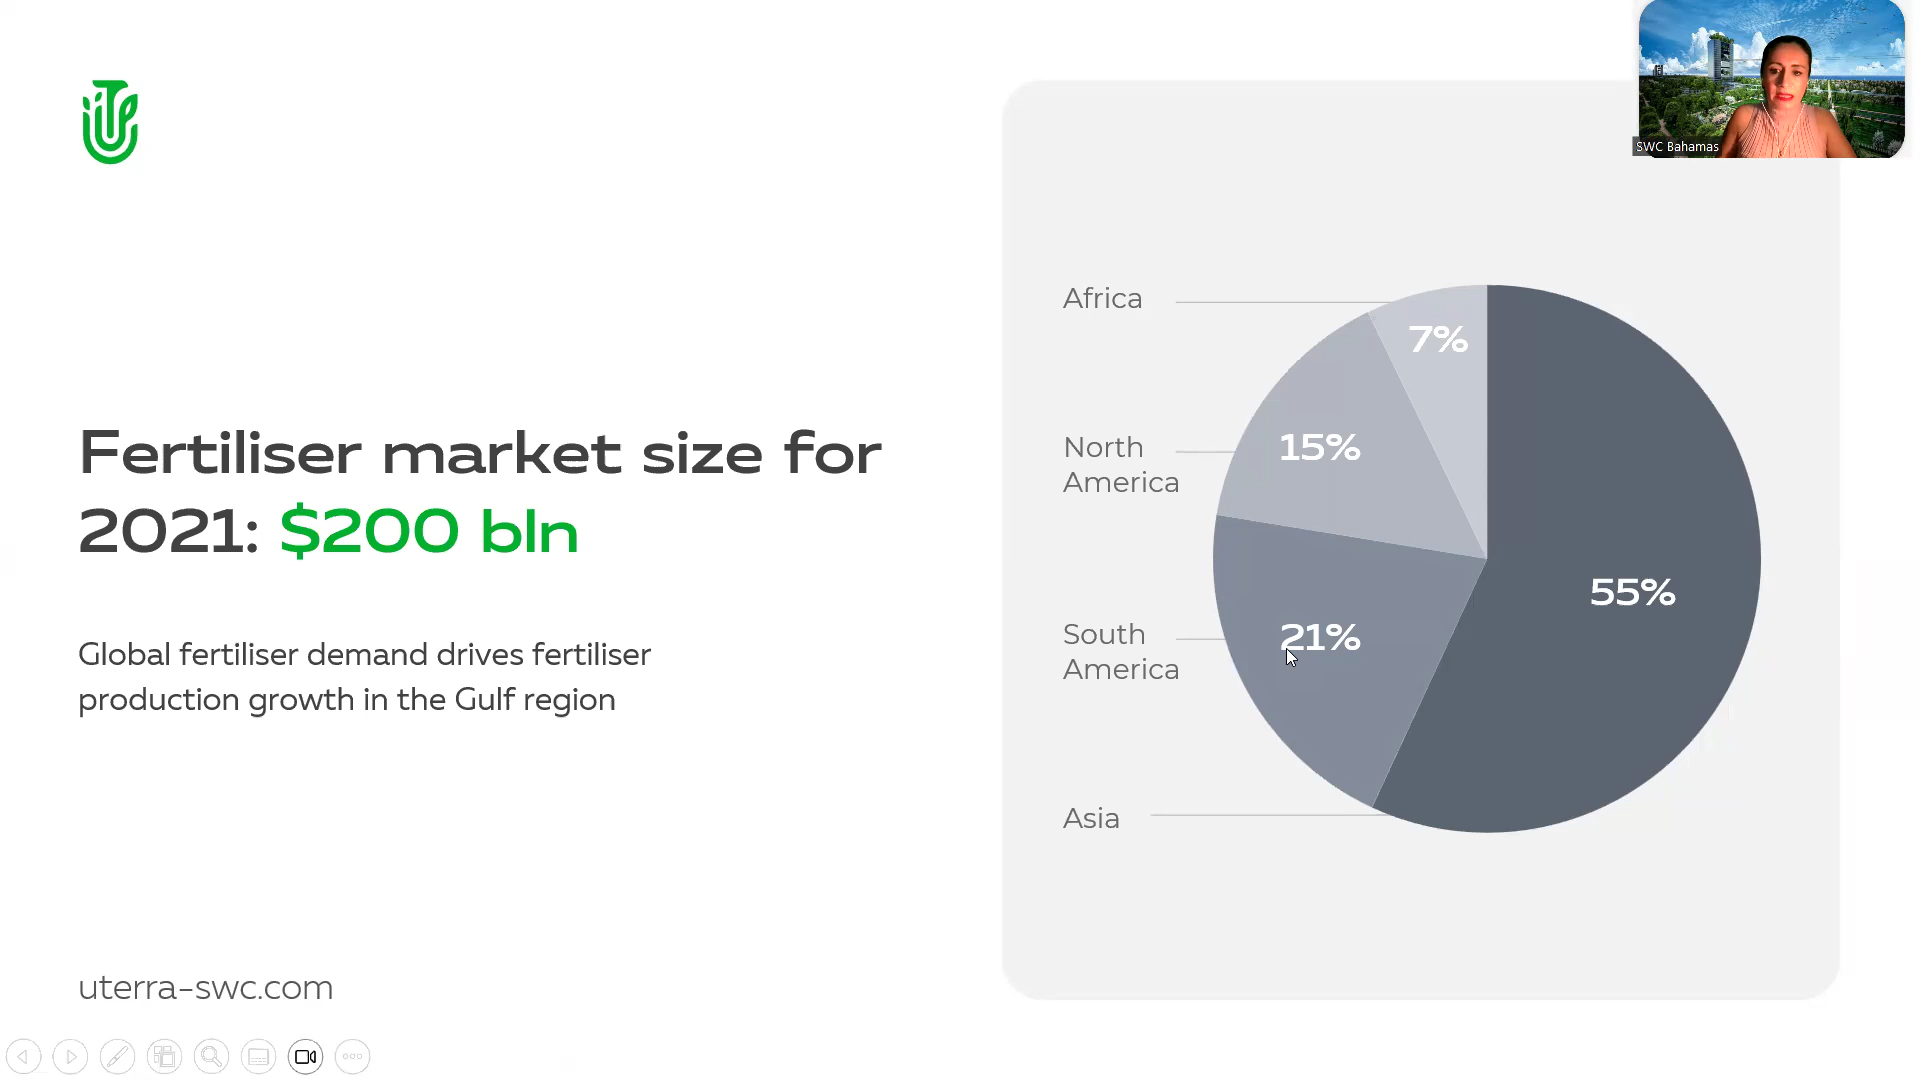 SWC Bahamas
Fertiliser market size for
2021: $200 bln
Global fertiliser demand drives fertiliser
production growth in the Gulf region
uterra-swc.com
Africa
7%
North
America
15%
South
America
21%
Asia
55%